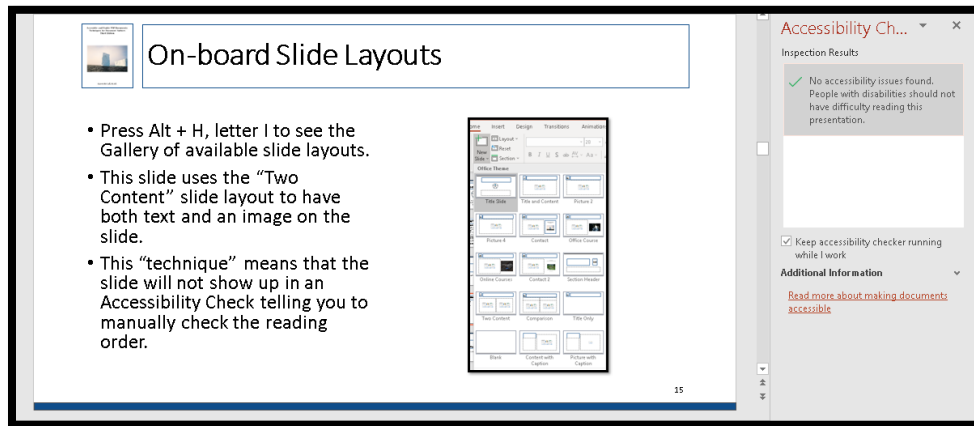 On-board Slide Layouts
• Press Alt + H, letter I to see the
Gallery of available slide layouts.
• This slide uses the “Two
Content” slide layout to have
both text and an image on the
slide.
• This “technique” means that the
slide will not show up in an
Accessibility Check telling you to
manually check the reading
order.
Insert Design Transitions Animation
Layout
Reset
New
Slide Section
Office Theme
Title Slide Title and Content Picture 2
Picture 4 Contact Office Course
Online Courses Contact 2 Section Header
Two Content Comparison Title Only
Blank Content with Picture with
Caption Caption
15
Accessibility Ch...
Inspection Results
No accessibility issues found.
People with disabilities should not
have difficulty reading this
presentation.
Keep accessibility checker running
while I work
Additional Information
Read more about making documents
accessible